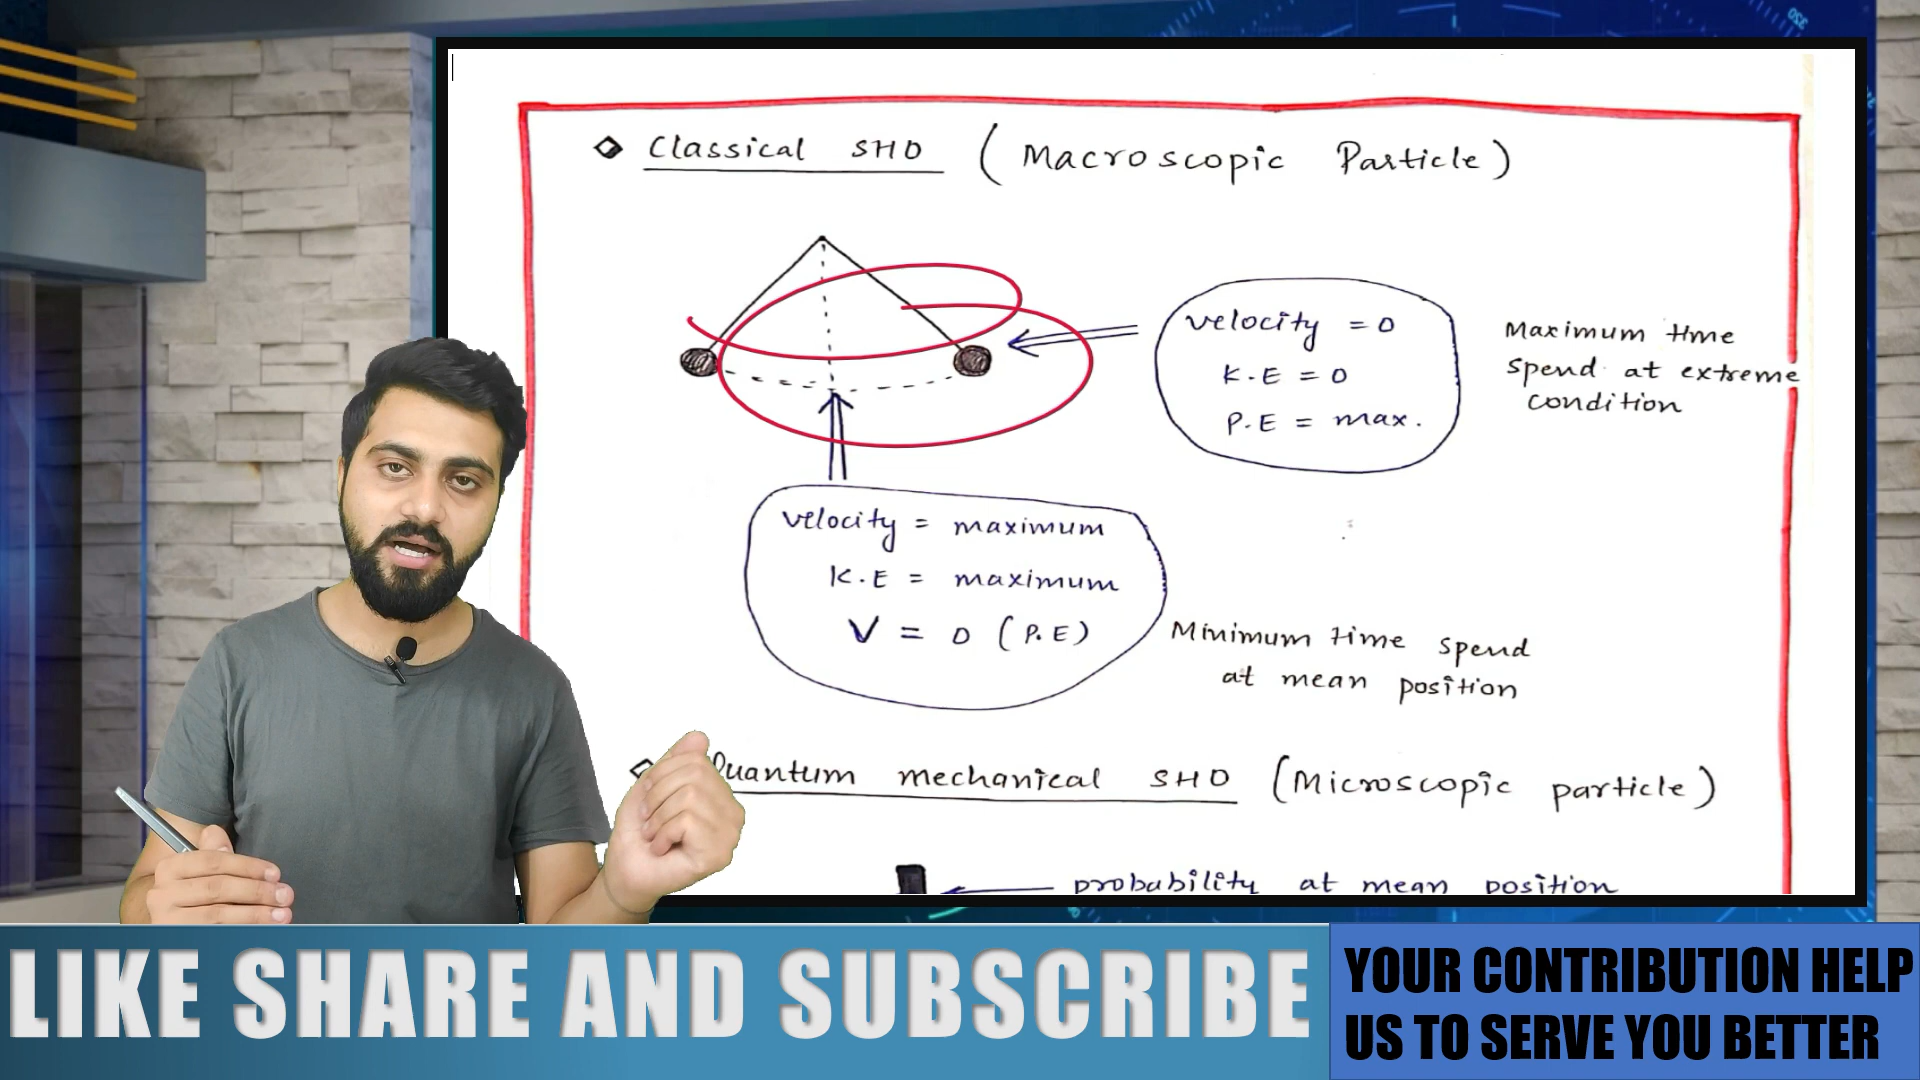 Classical SHO (Macroscopic Particle)
velocity = 0
K.E = 0
P.E = max.
Maximum time
spend at extreme
condition
velocity = maximum
K.E = maximum
V = 0 (P.E)
Minimum time spend
at mean position
Quantum mechanical SHO (Microscopic particle)
probability at mean position
LIKE SHARE AND SUBSCRIBE
YOUR CONTRIBUTION HELP
US TO SERVE YOU BETTER